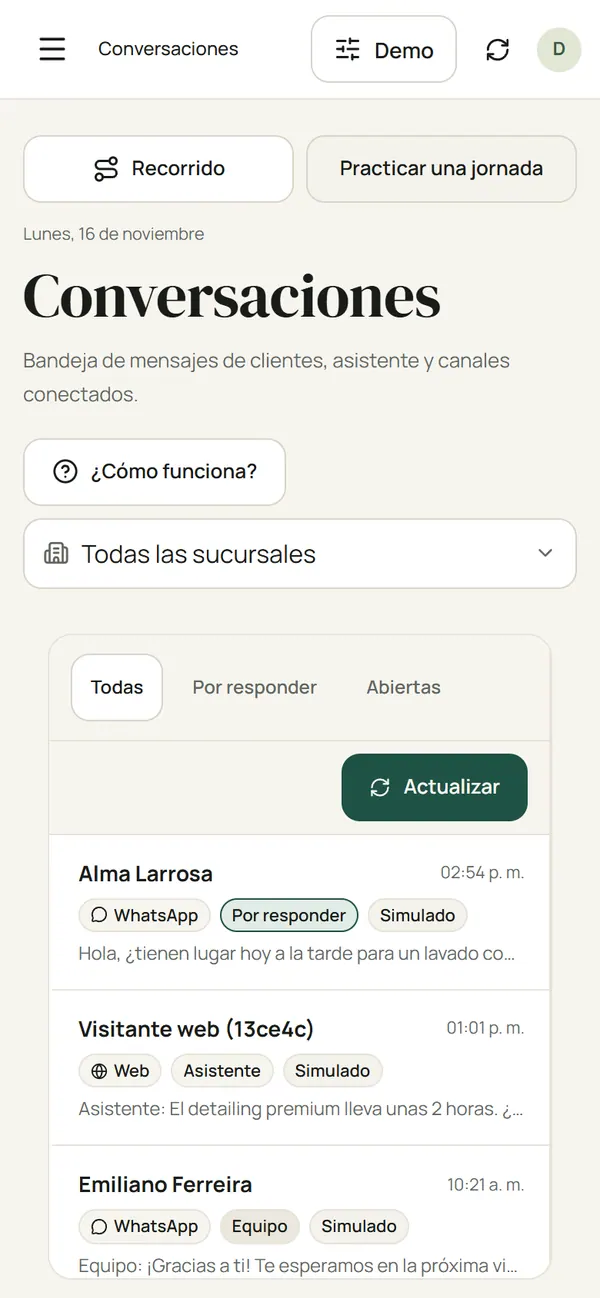 Conversaciones
Demo
D
Recorrido
Practicar una jornada
Lunes, 16 de noviembre
Conversaciones
Bandeja de mensajes de clientes, asistente y canales
conectados.
¿Cómo funciona?
Todas las sucursales
Todas
Por responder
Abiertas
Actualizar
Alma Larrosa
02:54 p. m.
WhatsApp
Por responder
Simulado
Hola, ¿tienen lugar hoy a la tarde para un lavado co…
Visitante web (13ce4c)
01:01 p. m.
Web
Asistente
Simulado
Asistente: El detailing premium lleva unas 2 horas. ¿…
Emiliano Ferreira
10:21 a. m.
WhatsApp
Equipo
Simulado
Equipo: ¡Gracias a ti! Te esperamos en la próxima vi…